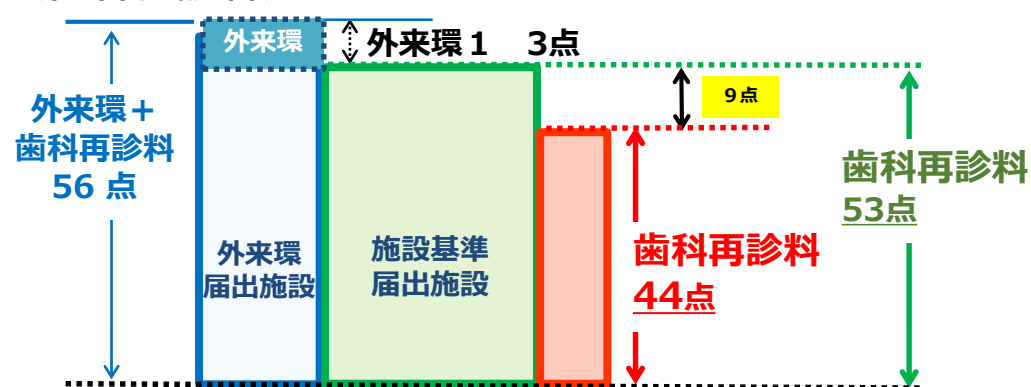 外来環
外来環１　3点
9点
外来環＋
歯科再診料
56 点
歯科再診料
53点
外来環
届出施設
施設基準
届出施設
歯科再診料
44点